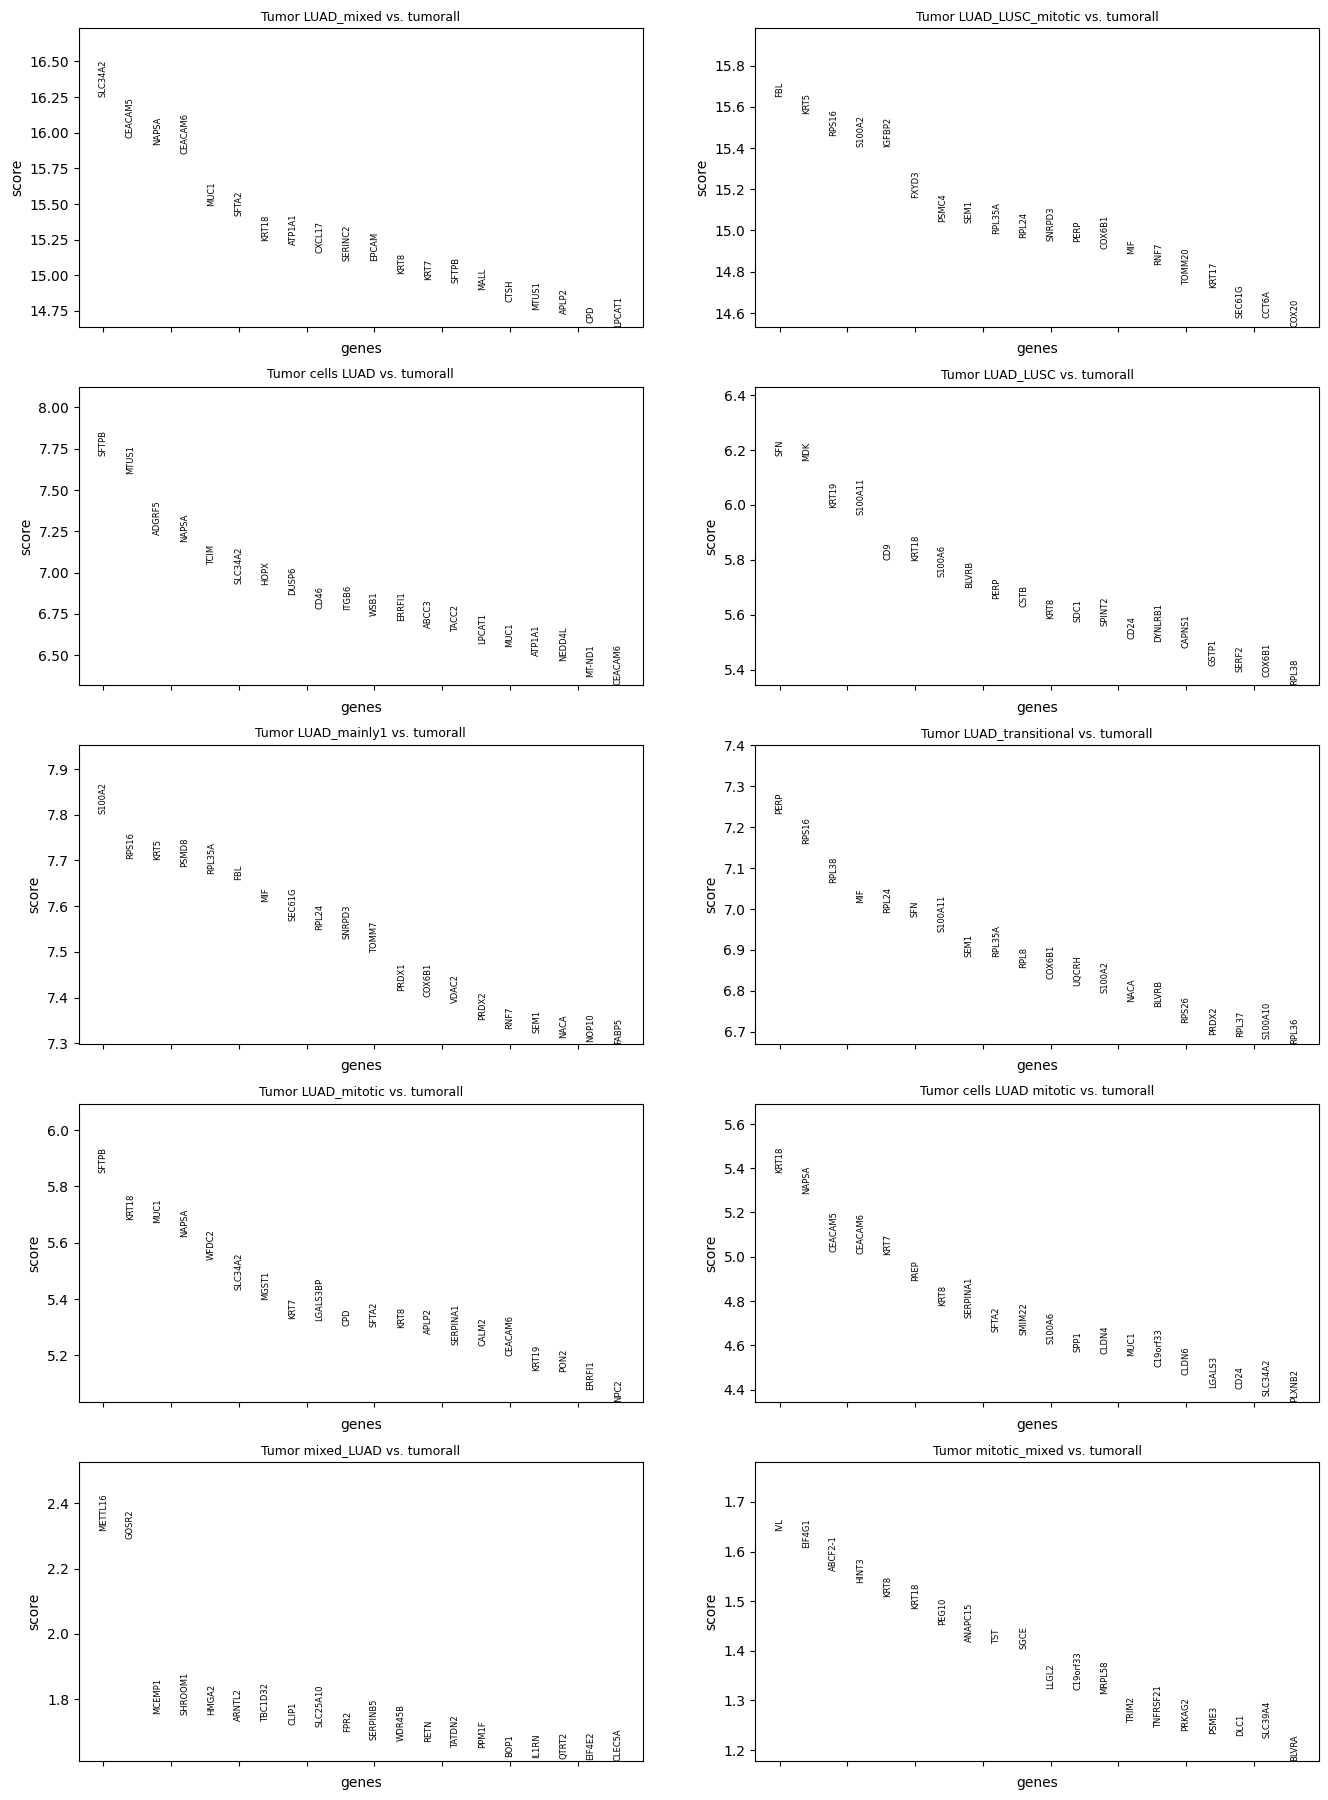 Tumor LUAD_mixed vs. tumorall
score
16.50
16.25
16.00
15.75
15.50
15.25
15.00
14.75
SLC34A2
CEACAM5
NAPSA
CEACAM6
MUC1
SFTA2
KRT18
ATP1A1
CXCL17
SERINC2
EPCAM
KRT8
KRT7
SFTPB
MALL
CTSH
MTUS1
APLP2
CPD
LPCAT1
genes
Tumor LUAD_LUSC_mitotic vs. tumorall
score
15.8
15.6
15.4
15.2
15.0
14.8
14.6
FBL
KRT5
RPS16
S100A2
IGFBP2
FXYD3
PSMC4
SEM1
RPL35A
RPL24
SNRPD3
PERP
COX6B1
MIF
RNF7
TOMM20
KRT17
SEC61G
CCT6A
COX20
genes
Tumor cells LUAD vs. tumorall
score
8.00
7.75
7.50
7.25
7.00
6.75
6.50
SFTPB
MTUS1
ADGRF5
NAPSA
TCIM
SLC34A2
HOPX
DUSP6
CD46
ITGB6
WSB1
ERRFI1
ABCC3
TACC2
LPCAT1
MUC1
ATP1A1
NEDD4L
MT-ND1
CEACAM6
genes
Tumor LUAD_LUSC vs. tumorall
score
6.4
6.2
6.0
5.8
5.6
5.4
SFN
MDK
KRT19
S100A11
CD9
KRT18
S100A6
BLVRB
PERP
CSTB
KRT8
SDC1
SPINT2
CD24
DYNLRB1
CAPNS1
GSTP1
SERF2
COX6B1
RPL38
genes
Tumor LUAD_mainly1 vs. tumorall
score
7.9
7.8
7.7
7.6
7.5
7.4
7.3
S100A2
RPS16
KRT5
PSMD8
RPL35A
FBL
MIF
SEC61G
RPL24
SNRPD3
TOMM7
PRDX1
COX6B1
VDAC2
PRDX2
RNF7
SEM1
NACA
NOP10
FABP5
genes
Tumor LUAD_transitional vs. tumorall
score
7.4
7.3
7.2
7.1
7.0
6.9
6.8
6.7
PERP
RPS16
RPL38
MIF
RPL24
SFN
S100A11
SEM1
RPL35A
RPL8
COX6B1
UQCRH
S100A2
NACA
BLVRB
RPS26
PRDX2
RPL37
S100A10
RPL36
genes
Tumor LUAD_mitotic vs. tumorall
score
6.0
5.8
5.6
5.4
5.2
SFTPB
KRT18
MUC1
NAPSA
WFDC2
SLC34A2
MGST1
KRT7
LGALS3BP
CPD
SFTA2
KRT8
APLP2
SERPINA1
CALM2
CEACAM6
KRT19
PON2
ERRFI1
NPC2
genes
Tumor cells LUAD mitotic vs. tumorall
score
5.6
5.4
5.2
5.0
4.8
4.6
4.4
KRT18
NAPSA
CEACAM5
CEACAM6
KRT7
PAEP
KRT8
SERPINA1
SFTA2
SMIM22
S100A6
SPP1
CLDN4
MUC1
C19orf33
CLDN6
LGALS3
CD24
SLC34A2
PLXNB2
genes
Tumor mixed_LUAD vs. tumorall
score
2.4
2.2
2.0
1.8
METTL16
GOSR2
MCEMP1
SHROOM1
HMGA2
ARNTL2
TBC1D32
CLIP1
SLC25A10
FPR2
SERPINB5
WDR45B
RETN
TATDN2
PPM1F
BOP1
IL1RN
QTRT2
EIF4E2
CLEC5A
genes
Tumor mitotic_mixed vs. tumorall
score
1.7
1.6
1.5
1.4
1.3
1.2
IVL
EIF4G1
ABCF2-1
HINT3
KRT8
KRT18
PEG10
ANAPC15
TST
SGCE
LLGL2
C19orf33
MRPL58
TRIM2
TNFRSF21
PRKAG2
PSME3
DLC1
SLC39A4
BLVRA
genes